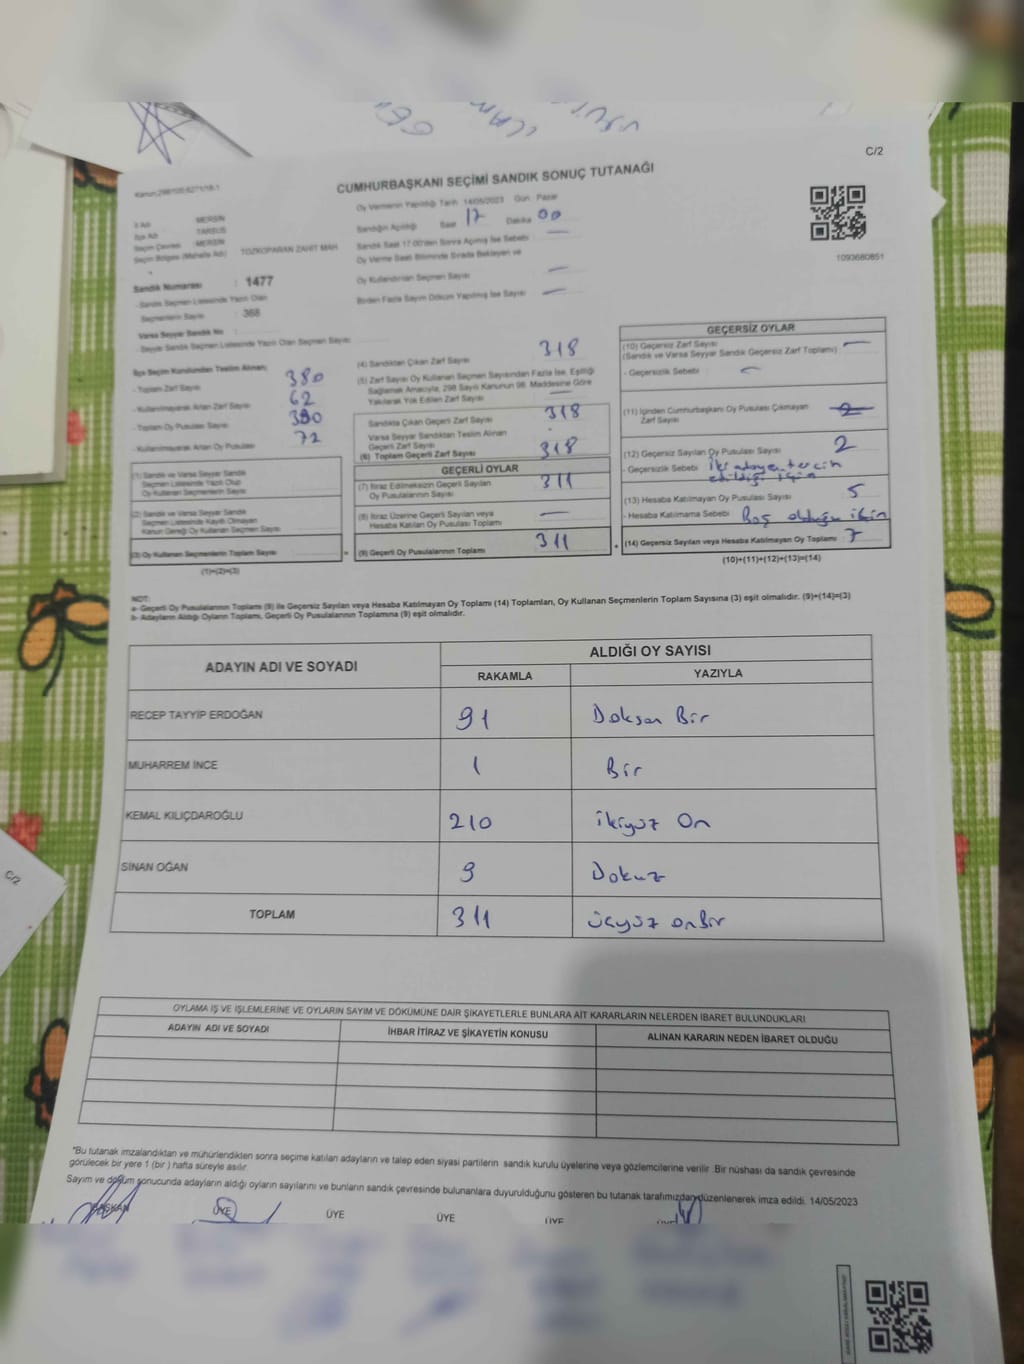 C/2
CUMHURBAŞKANI SEÇİMİ SANDIK SONUÇ TUTANAĞI
Oy Vermenin Yapıldığı Tarih 14/05/2023 Gün Pazar
İl Adı MERSİN
İlçe Adı TARSUS
Seçim Çevresi : MERSİN
Seçim Bölgesi (Mahalle Adı) TOZKOPARAN ZAHİT MAH
Sandık Numarası : 1477
- Sandık Seçmen Listesinde Yazılı Olan
Seçmenlerin Sayısı : 368
Varsa Seyyar Sandık No
- Seyyar Sandık Seçmen Listesinde Yazılı Olan Seçmen Sayısı
Sandığın Açıldığı Saat 17 Dakika 00
Sandık Saat 17:00'den Sonra Açılmış İse Sebebi —
Oy Verme Saati Bitiminde Sırada Bekleyen ve
Oy Kullandırılan Seçmen Sayısı —
Birden Fazla Sayım Döküm Yapılmış İse Sayısı —
1093680851
İlçe Seçim Kurulundan Teslim Alınan;
- Toplam Zarf Sayısı 380
- Kullanılmayarak Artan Zarf Sayısı 62
- Toplam Oy Pusulası Sayısı 390
- Kullanılmayarak Artan Oy Pusulası 72
(1) Sandık ve Varsa Seyyar Sandık
Seçmen Listesinde Yazılı Olup
Oy Kullanan Seçmenlerin Sayısı
(2) Sandık ve Varsa Seyyar Sandık
Seçmen Listesinde Kayıtlı Olmayan
Kanun Gereği Oy Kullanan Seçmen Sayısı
(3) Oy Kullanan Seçmenlerin Toplam Sayısı
(1)+(2)=(3)
(4) Sandıktan Çıkan Zarf Sayısı 318
(5) Zarf Sayısı Oy Kullanan Seçmen Sayısından Fazla İse, Eşitliği
Sağlamak Amacıyla, 298 Sayılı Kanunun 98. Maddesine Göre
Yakılarak Yok Edilen Zarf Sayısı —
Sandıkta Çıkan Geçerli Zarf Sayısı 318
Varsa Seyyar Sandıktan Teslim Alınan
Geçerli Zarf Sayısı
(6) Toplam Geçerli Zarf Sayısı 318
GEÇERLİ OYLAR
(7) İtiraz Edilmeksizin Geçerli Sayılan
Oy Pusulalarının Sayısı 311
(8) İtiraz Üzerine Geçerli Sayılan veya
Hesaba Katılan Oy Pusulası Toplamı —
(9) Geçerli Oy Pusulalarının Toplamı 311
GEÇERSİZ OYLAR
(10) Geçersiz Zarf Sayısı —
(Sandık ve Varsa Seyyar Sandık Geçersiz Zarf Toplamı)
- Geçersizlik Sebebi —
(11) İçinden Cumhurbaşkanı Oy Pusulası Çıkmayan
Zarf Sayısı 2
(12) Geçersiz Sayılan Oy Pusulası Sayısı 2
- Geçersizlik Sebebi iki adayen tercih
edildiği için
(13) Hesaba Katılmayan Oy Pusulası Sayısı 5
- Hesaba Katılmama Sebebi Boş olduğu için
(14) Geçersiz Sayılan veya Hesaba Katılmayan Oy Toplamı 7
(10)+(11)+(12)+(13)=(14)
NOT:
a- Geçerli Oy Pusulalarının Toplamı (9) ile Geçersiz Sayılan veya Hesaba Katılmayan Oy Toplamı (14) Toplamları, Oy Kullanan Seçmenlerin Toplam Sayısına (3) eşit olmalıdır. (9)+(14)=(3)
b- Adayların Aldığı Oyların Toplamı, Geçerli Oy Pusulalarının Toplamına (9) eşit olmalıdır.
ADAYIN ADI VE SOYADI ALDIĞI OY SAYISI
RAKAMLA YAZIYLA
RECEP TAYYİP ERDOĞAN 91 Doksan Bir
MUHARREM İNCE 1 Bir
KEMAL KILIÇDAROĞLU 210 ikiyüz On
SİNAN OĞAN 9 Dokuz
TOPLAM 311 üçyüz onBir
OYLAMA İŞ VE İŞLEMLERİNE VE OYLARIN SAYIM VE DÖKÜMÜNE DAİR ŞİKAYETLERLE BUNLARA AİT KARARLARIN NELERDEN İBARET BULUNDUKLARI
ADAYIN ADI VE SOYADI İHBAR İTİRAZ VE ŞİKAYETİN KONUSU ALINAN KARARIN NEDEN İBARET OLDUĞU
"Bu tutanak imzalandıktan ve mühürlendikten sonra seçime katılan adayların ve talep eden siyasi partilerin sandık kurulu üyelerine veya gözlemcilerine verilir. Bir nüshası da sandık çevresinde
görülecek bir yere 1 (bir ) hafta süreyle asılır.
Sayım ve döküm sonucunda adayların aldığı oyların sayılarını ve bunların sandık çevresinde bulunanlara duyurulduğunu gösteren bu tutanak tarafımızdan düzenlenerek imza edildi. 14/05/2023
BAŞKAN ÜYE ÜYE ÜYE ÜYE ÜYE
C/2